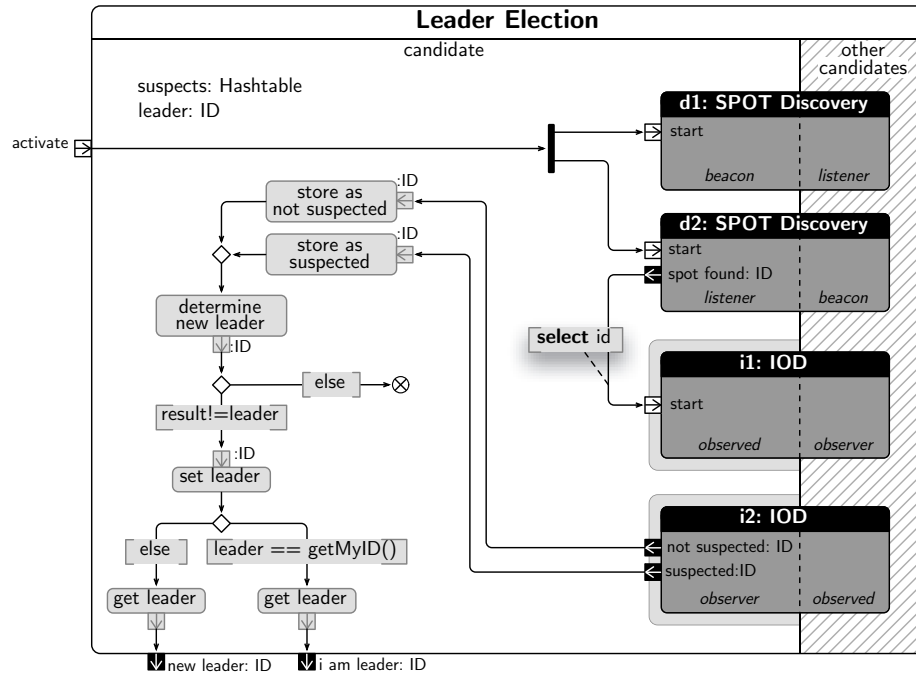 Leader Election
candidate
other
candidates
suspects: Hashtable
leader: ID
activate
d1: SPOT Discovery
start
beacon
listener
:ID
store as
not suspected
:ID
store as
suspected
d2: SPOT Discovery
start
spot found: ID
listener
beacon
determine
new leader
:ID
select id
i1: IOD
start
observed
observer
else
result!=leader
:ID
set leader
i2: IOD
not suspected: ID
suspected:ID
observer
observed
else
leader == getMyID()
get leader
get leader
new leader: ID
i am leader: ID